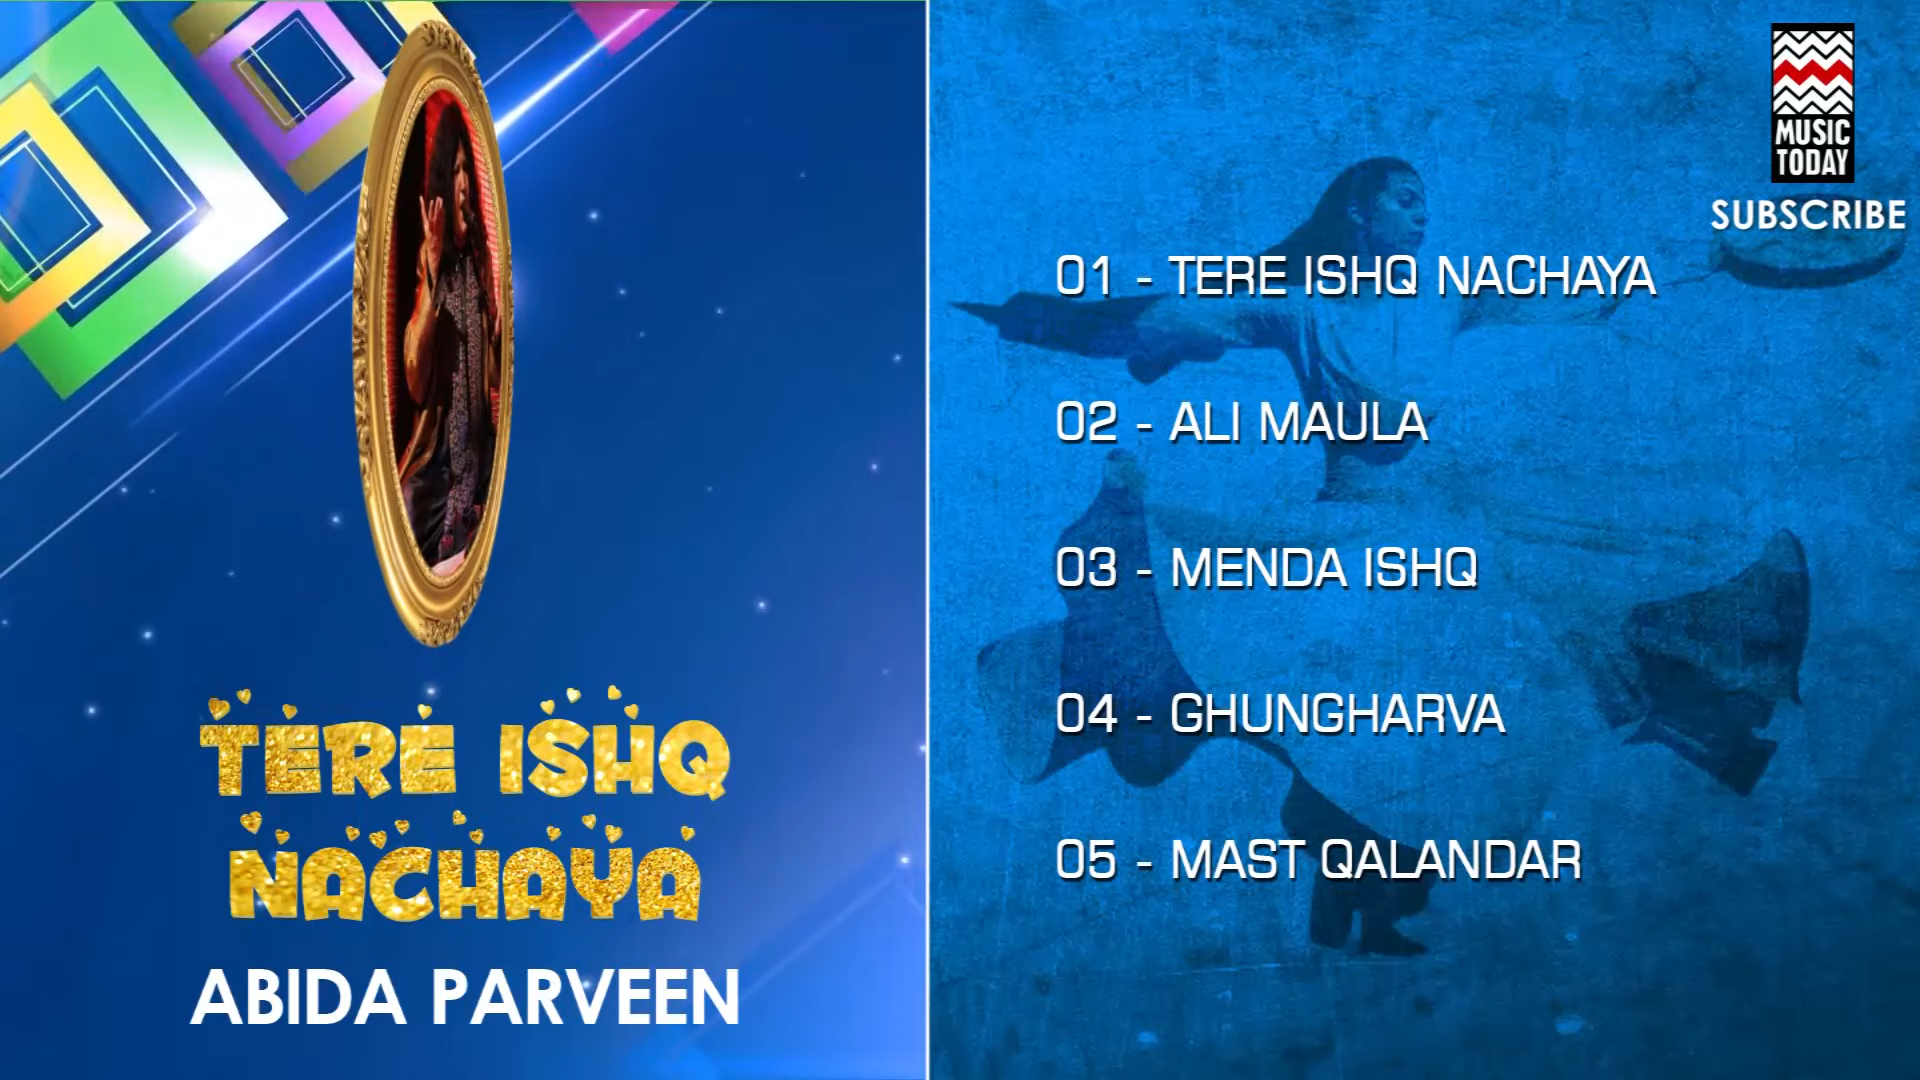 TERE ISHQ
NACHAYA
ABIDA PARVEEN
MUSIC
TODAY
SUBSCRIBE
01 - TERE ISHQ NACHAYA
02 - ALI MAULA
03 - MENDA ISHQ
04 - GHUNGHARVA
05 - MAST QALANDAR